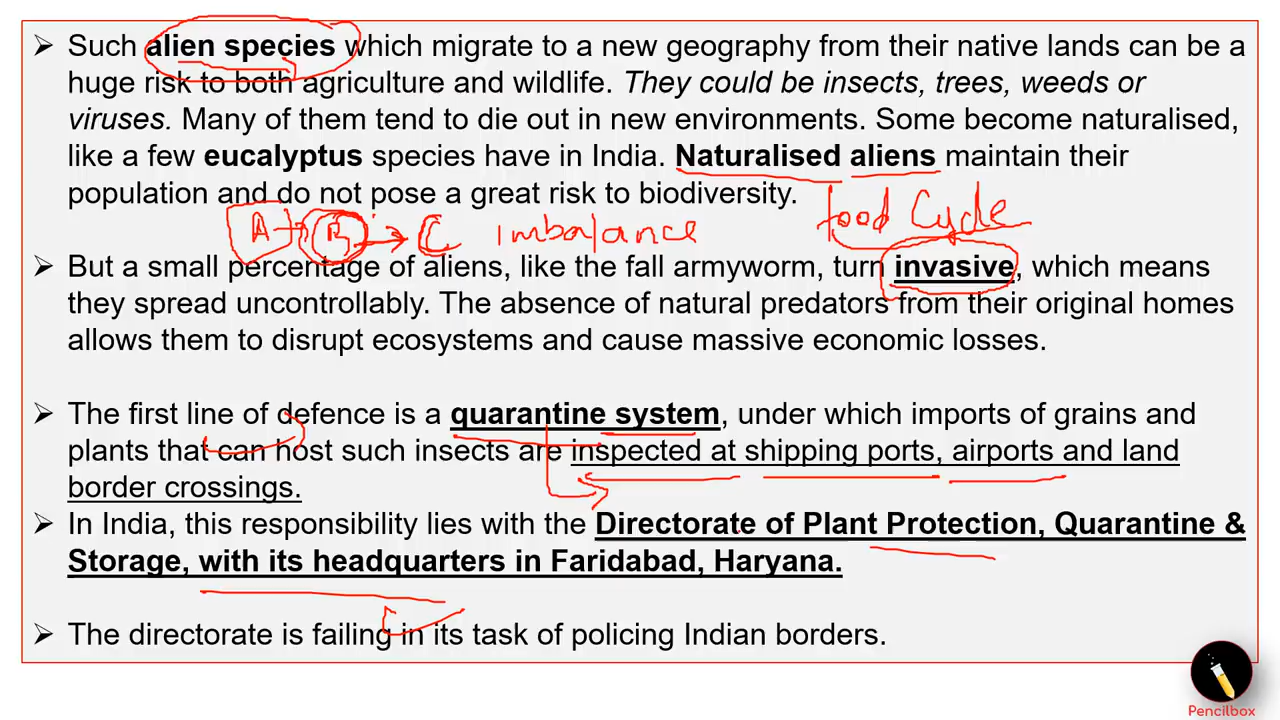 ➢ Such alien species which migrate to a new geography from their native lands can be a
huge risk to both agriculture and wildlife. They could be insects, trees, weeds or
viruses. Many of them tend to die out in new environments. Some become naturalised,
like a few eucalyptus species have in India. Naturalised aliens maintain their
population and do not pose a great risk to biodiversity.
A → B → C imbalance food Cycle
➢ But a small percentage of aliens, like the fall armyworm, turn invasive, which means
they spread uncontrollably. The absence of natural predators from their original homes
allows them to disrupt ecosystems and cause massive economic losses.
➢ The first line of defence is a quarantine system, under which imports of grains and
plants that can host such insects are inspected at shipping ports, airports and land
border crossings.
➢ In India, this responsibility lies with the Directorate of Plant Protection, Quarantine &
Storage, with its headquarters in Faridabad, Haryana.
➢ The directorate is failing in its task of policing Indian borders.
Pencilbox